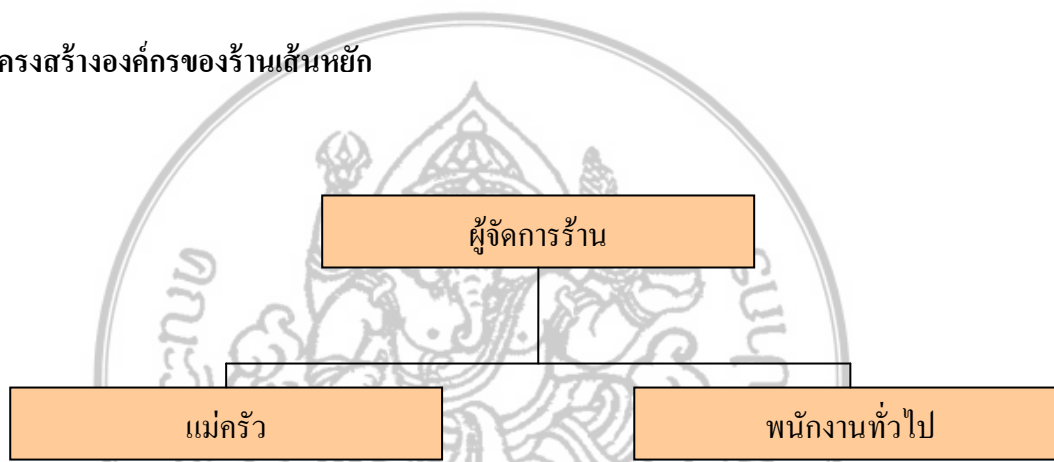 ครงสร้างองค์กรของร้านเส้นหยัก
ผู้จัดการร้าน
แม่ครัว
พนักงานทั่วไป